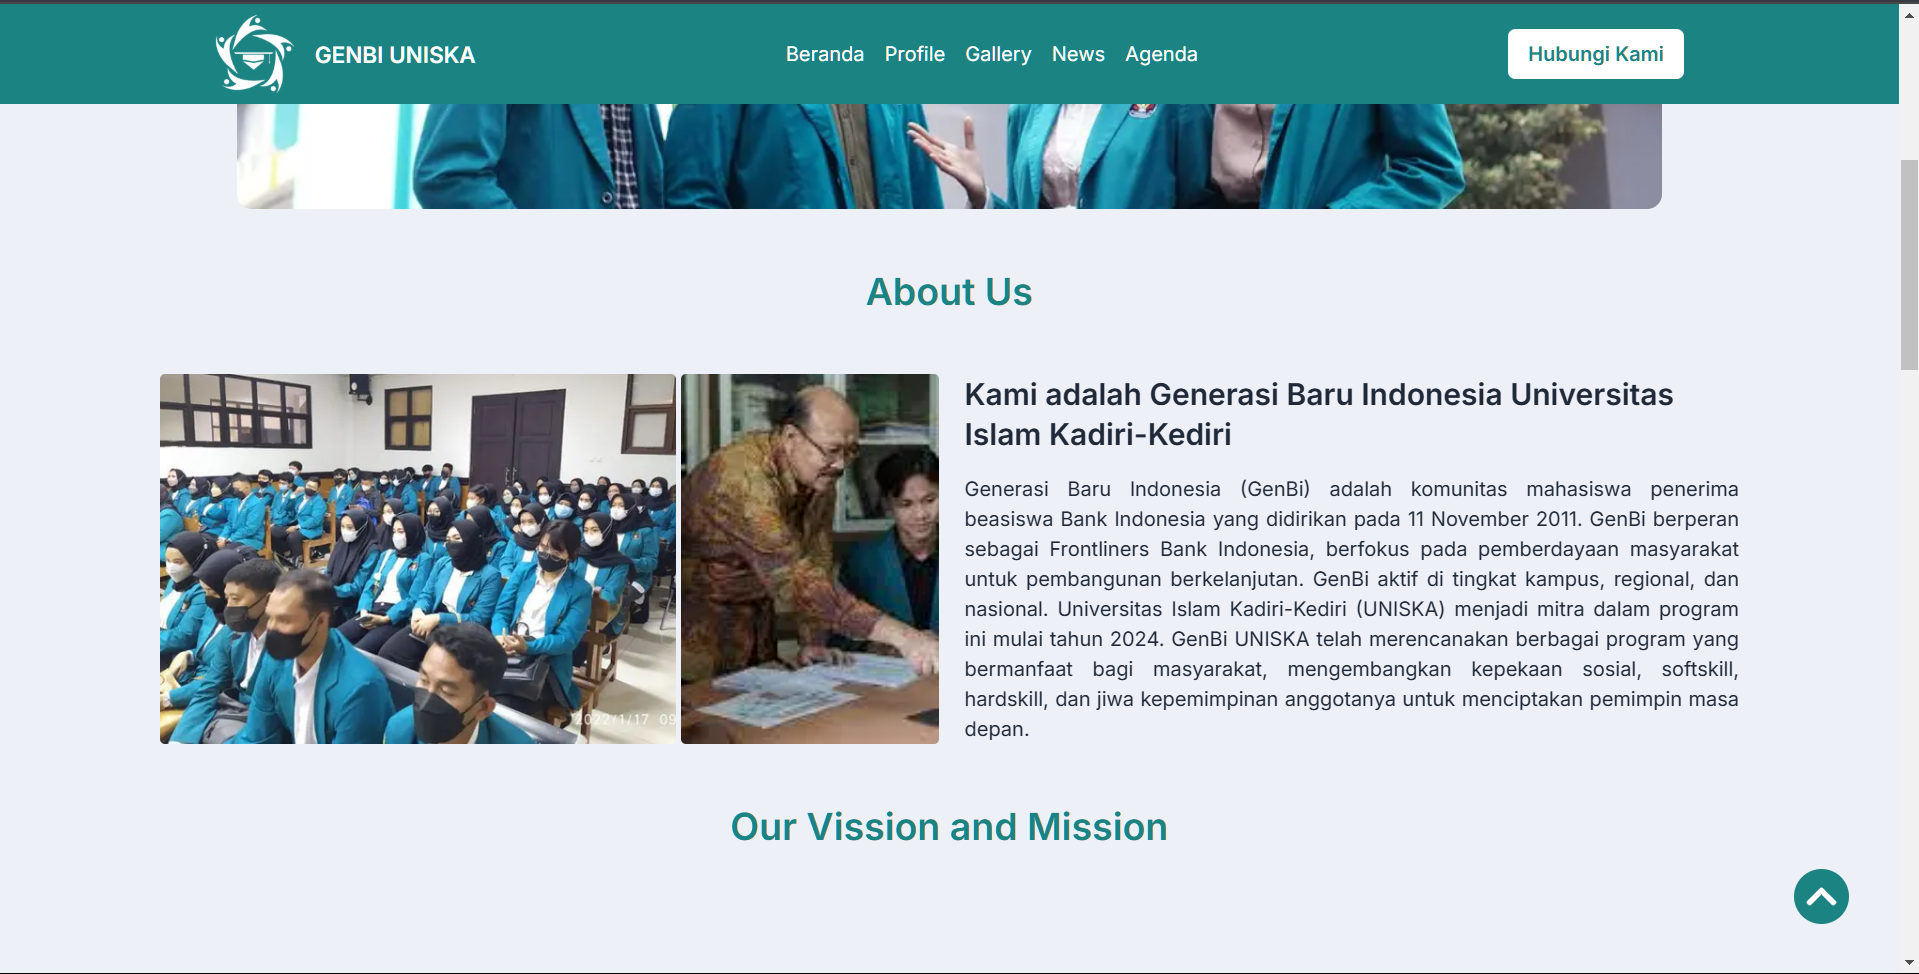 GENBI UNISKA
Beranda Profile Gallery News Agenda
Hubungi Kami
About Us
2022/1/17 09
Kami adalah Generasi Baru Indonesia Universitas
Islam Kadiri-Kediri
Generasi Baru Indonesia (GenBi) adalah komunitas mahasiswa penerima
beasiswa Bank Indonesia yang didirikan pada 11 November 2011. GenBi berperan
sebagai Frontliners Bank Indonesia, berfokus pada pemberdayaan masyarakat
untuk pembangunan berkelanjutan. GenBi aktif di tingkat kampus, regional, dan
nasional. Universitas Islam Kadiri-Kediri (UNISKA) menjadi mitra dalam program
ini mulai tahun 2024. GenBi UNISKA telah merencanakan berbagai program yang
bermanfaat bagi masyarakat, mengembangkan kepekaan sosial, softskill,
hardskill, dan jiwa kepemimpinan anggotanya untuk menciptakan pemimpin masa
depan.
Our Vission and Mission